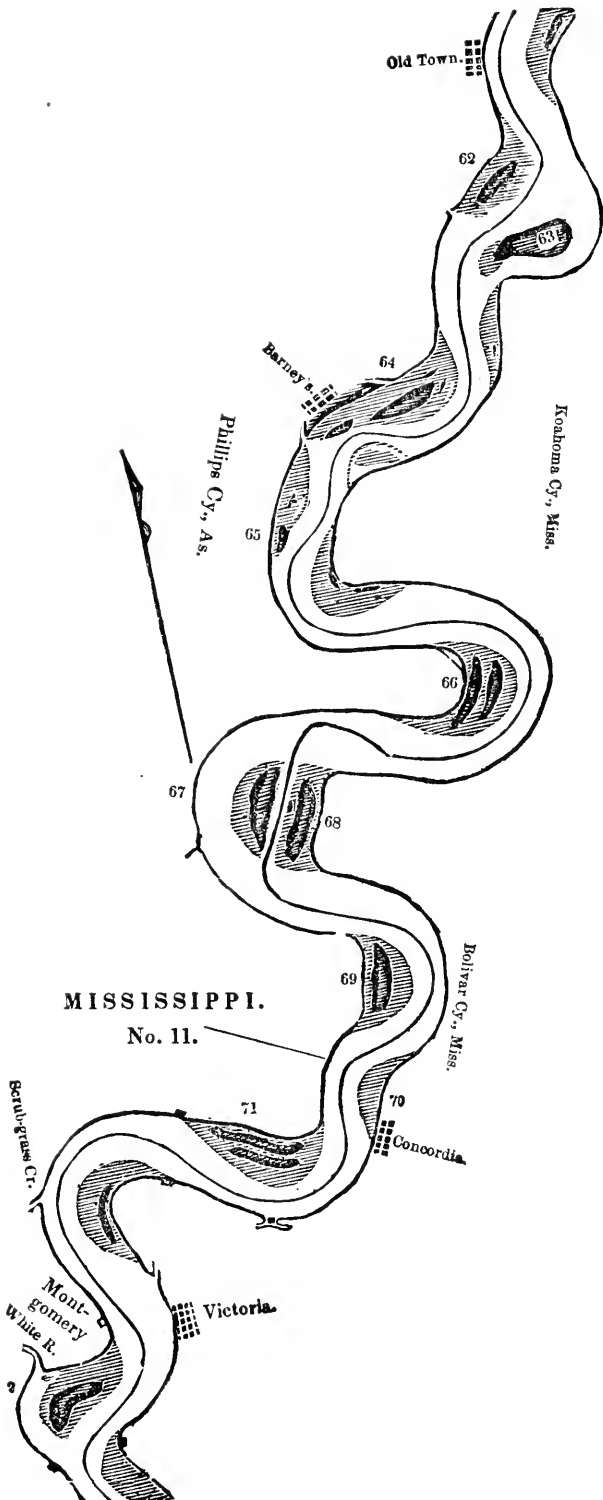 Old Town.
62
63
64
Barney's.
Koahoma Cy., Miss.
Phillips Cy., As.
65
66
67
68
69
Bolivar Cy., Miss.
MISSISSIPPI.
No. 11.
70
71
Concordia.
Scrub-grass Cr.
Mont-
gomery
Victoria.
White R.
2